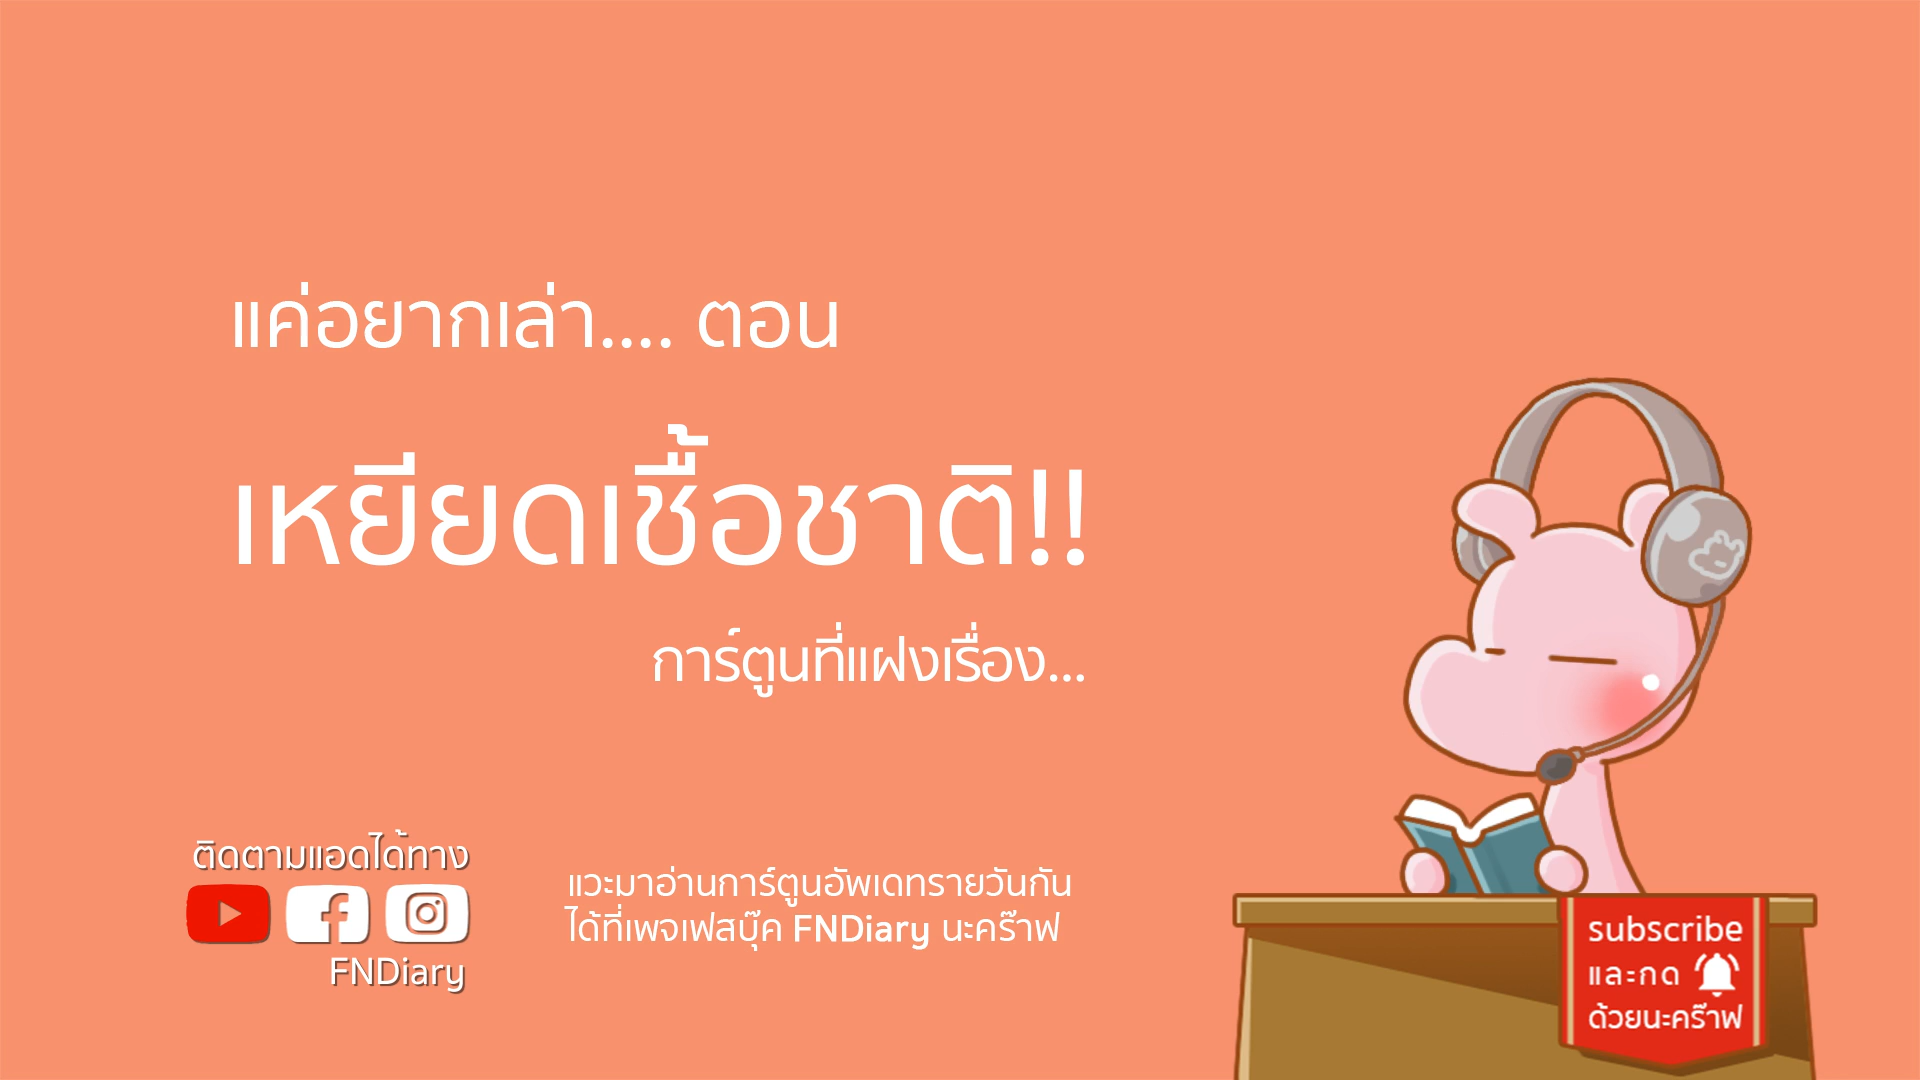 แค่อยากเล่า.... ตอน
เหยียดเชื้อชาติ!!
การ์ตูนที่แฝงเรื่อง...
ติดตามแอดได้ทาง
FNDiary
แวะมาอ่านการ์ตูนอัพเดทรายวันกัน
ได้ที่เพจเฟสบุ๊ค FNDiary นะคร๊าฟ
subscribe
และกด
ด้วยนะคร๊าฟ